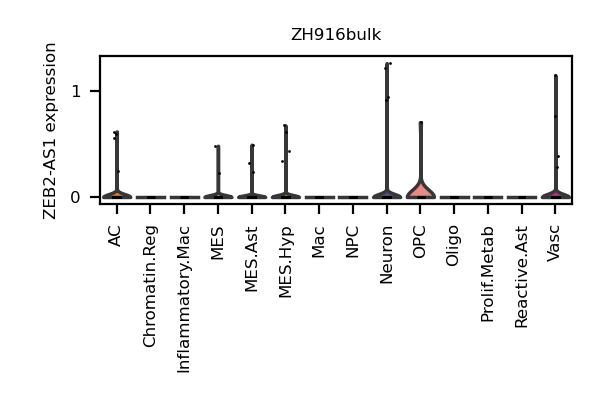 ZH916bulk
ZEB2-AS1 expression
1
0
AC
Chromatin.Reg
Inflammatory.Mac
MES
MES.Ast
MES.Hyp
Mac
NPC
Neuron
OPC
Oligo
Prolif.Metab
Reactive.Ast
Vasc